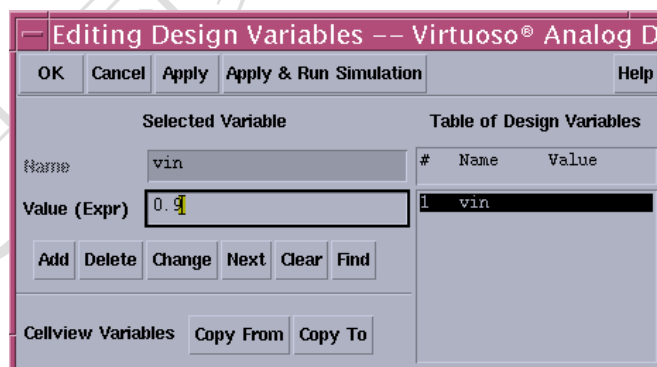 Editing Design Variables -- Virtuoso® Analog D
OK Cancel Apply Apply & Run Simulation Help
Selected Variable Table of Design Variables
Name vin # Name Value
Value (Expr) 0.9 1 vin
Add Delete Change Next Clear Find
Cellview Variables Copy From Copy To